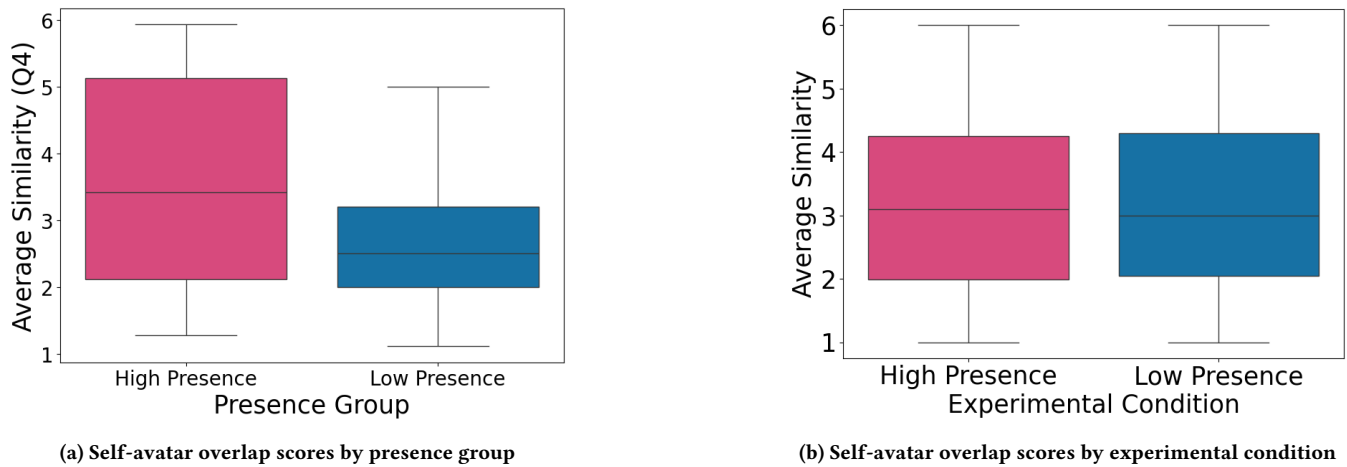 Average Similarity (Q4)
6
5
4
3
2
1
High Presence
Low Presence
Presence Group
(a) Self-avatar overlap scores by presence group
Average Similarity
6
5
4
3
2
1
High Presence
Low Presence
Experimental Condition
(b) Self-avatar overlap scores by experimental condition